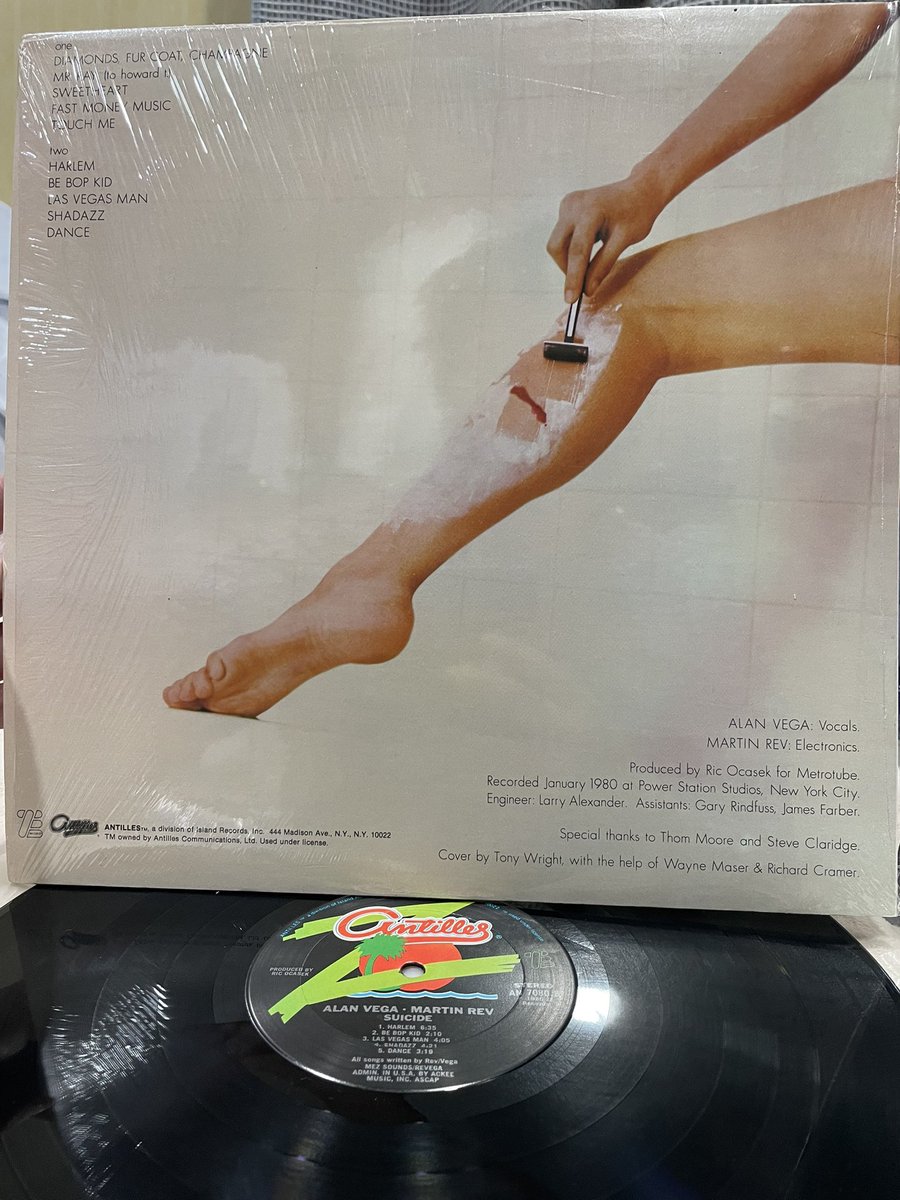 one
DIAMONDS, FUR COAT, CHAMPAGNE
MR. RAY (to howard t.)
SWEETHEART
FAST MONEY MUSIC
TOUCH ME
two
HARLEM
BE BOP KID
LAS VEGAS MAN
SHADAZZ
DANCE
ALAN VEGA: Vocals.
MARTIN REV: Electronics.
Produced by Ric Ocasek for Metrotube.
Recorded January 1980 at Power Station Studios, New York City.
Engineer: Larry Alexander. Assistants: Gary Rindfuss, James Farber.
Special thanks to Thom Moore and Steve Claridge.
Cover by Tony Wright, with the help of Wayne Maser & Richard Cramer.
Antilles ANTILLES™, a division of Island Records, Inc. 444 Madison Ave., N.Y., N.Y. 10022
TM owned by Antilles Communications, Ltd. Used under license.
Antilles
PRODUCED BY
RIC OCASEK
STEREO
ALAN VEGA · MARTIN REV
SUICIDE
1. HARLEM 6:35
2. BE BOP KID 2:10
3. LAS VEGAS MAN 4:05
4. SHADAZZ 4:21
5. DANCE 3:18
All songs written by Rev/Vega
MEZ SOUNDS/REVEGA
ADMIN. IN U.S.A. BY ACKEE
MUSIC, INC. ASCAP